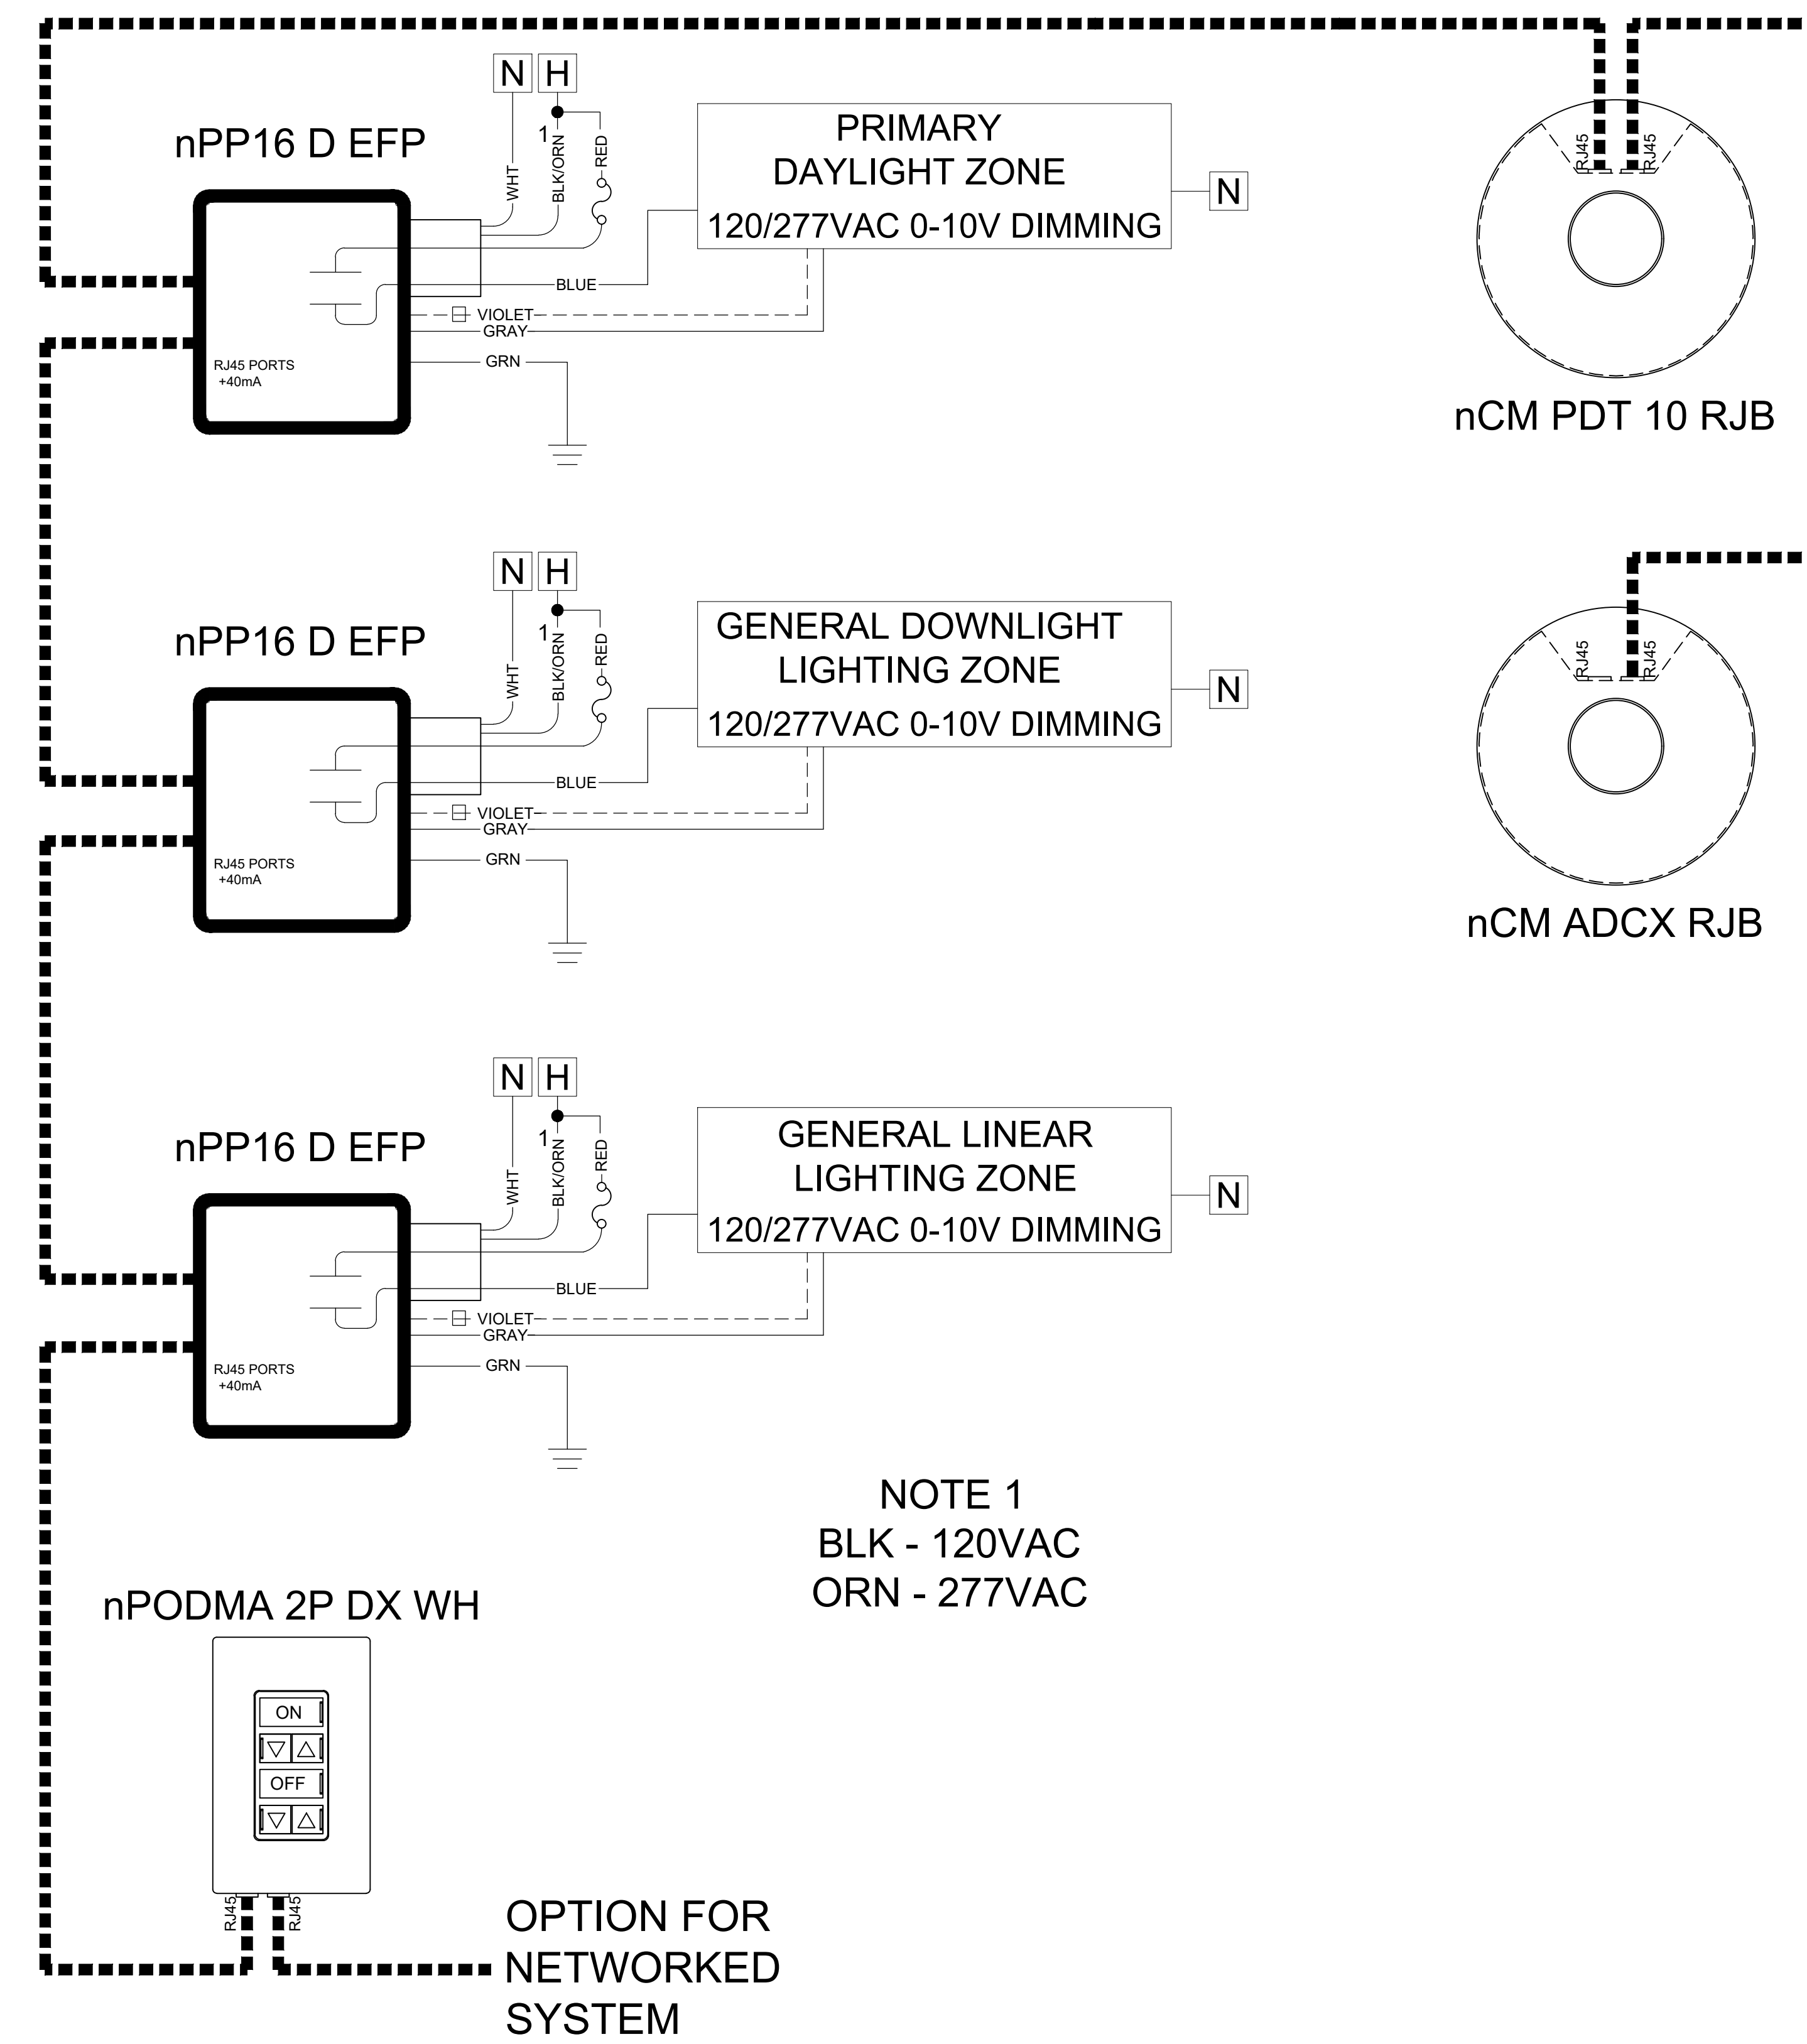 N H
nPP16 D EFP
1
WHT
BLK/ORN
RED
PRIMARY
DAYLIGHT ZONE
120/277VAC 0-10V DIMMING
N
BLUE
VIOLET
GRAY
GRN
RJ45 PORTS
+40mA
RJ45
RJ45
nCM PDT 10 RJB
N H
nPP16 D EFP
1
WHT
BLK/ORN
RED
GENERAL DOWNLIGHT
LIGHTING ZONE
120/277VAC 0-10V DIMMING
N
BLUE
VIOLET
GRAY
GRN
RJ45 PORTS
+40mA
RJ45
RJ45
nCM ADCX RJB
N H
nPP16 D EFP
1
WHT
BLK/ORN
RED
GENERAL LINEAR
LIGHTING ZONE
120/277VAC 0-10V DIMMING
N
BLUE
VIOLET
GRAY
GRN
RJ45 PORTS
+40mA
NOTE 1
BLK - 120VAC
ORN - 277VAC
nPODMA 2P DX WH
ON
OFF
RJ45
RJ45
OPTION FOR
NETWORKED
SYSTEM